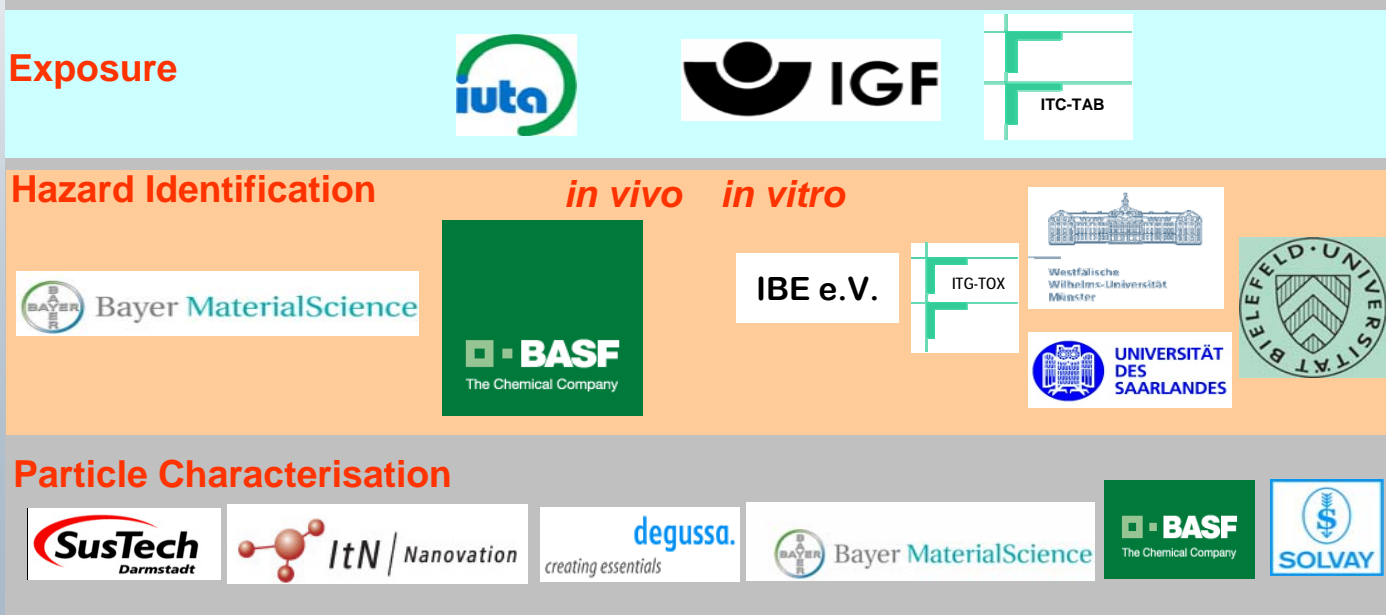 Exposure
iuta
IGF
ITC-TAB
Hazard Identification
in vivo in vitro
BAYER
Bayer MaterialScience
BASF
The Chemical Company
IBE e.V.
ITG-TOX
Westfälische
Wilhelms-Universität
Münster
UNIVERSITÄT
DES
SAARLANDES
BIELEFELD·UNIVERSITÄT
Particle Characterisation
SusTech
Darmstadt
ItN Nanovation
degussa.
creating essentials
BAYER
Bayer MaterialScience
BASF
The Chemical Company
SOLVAY